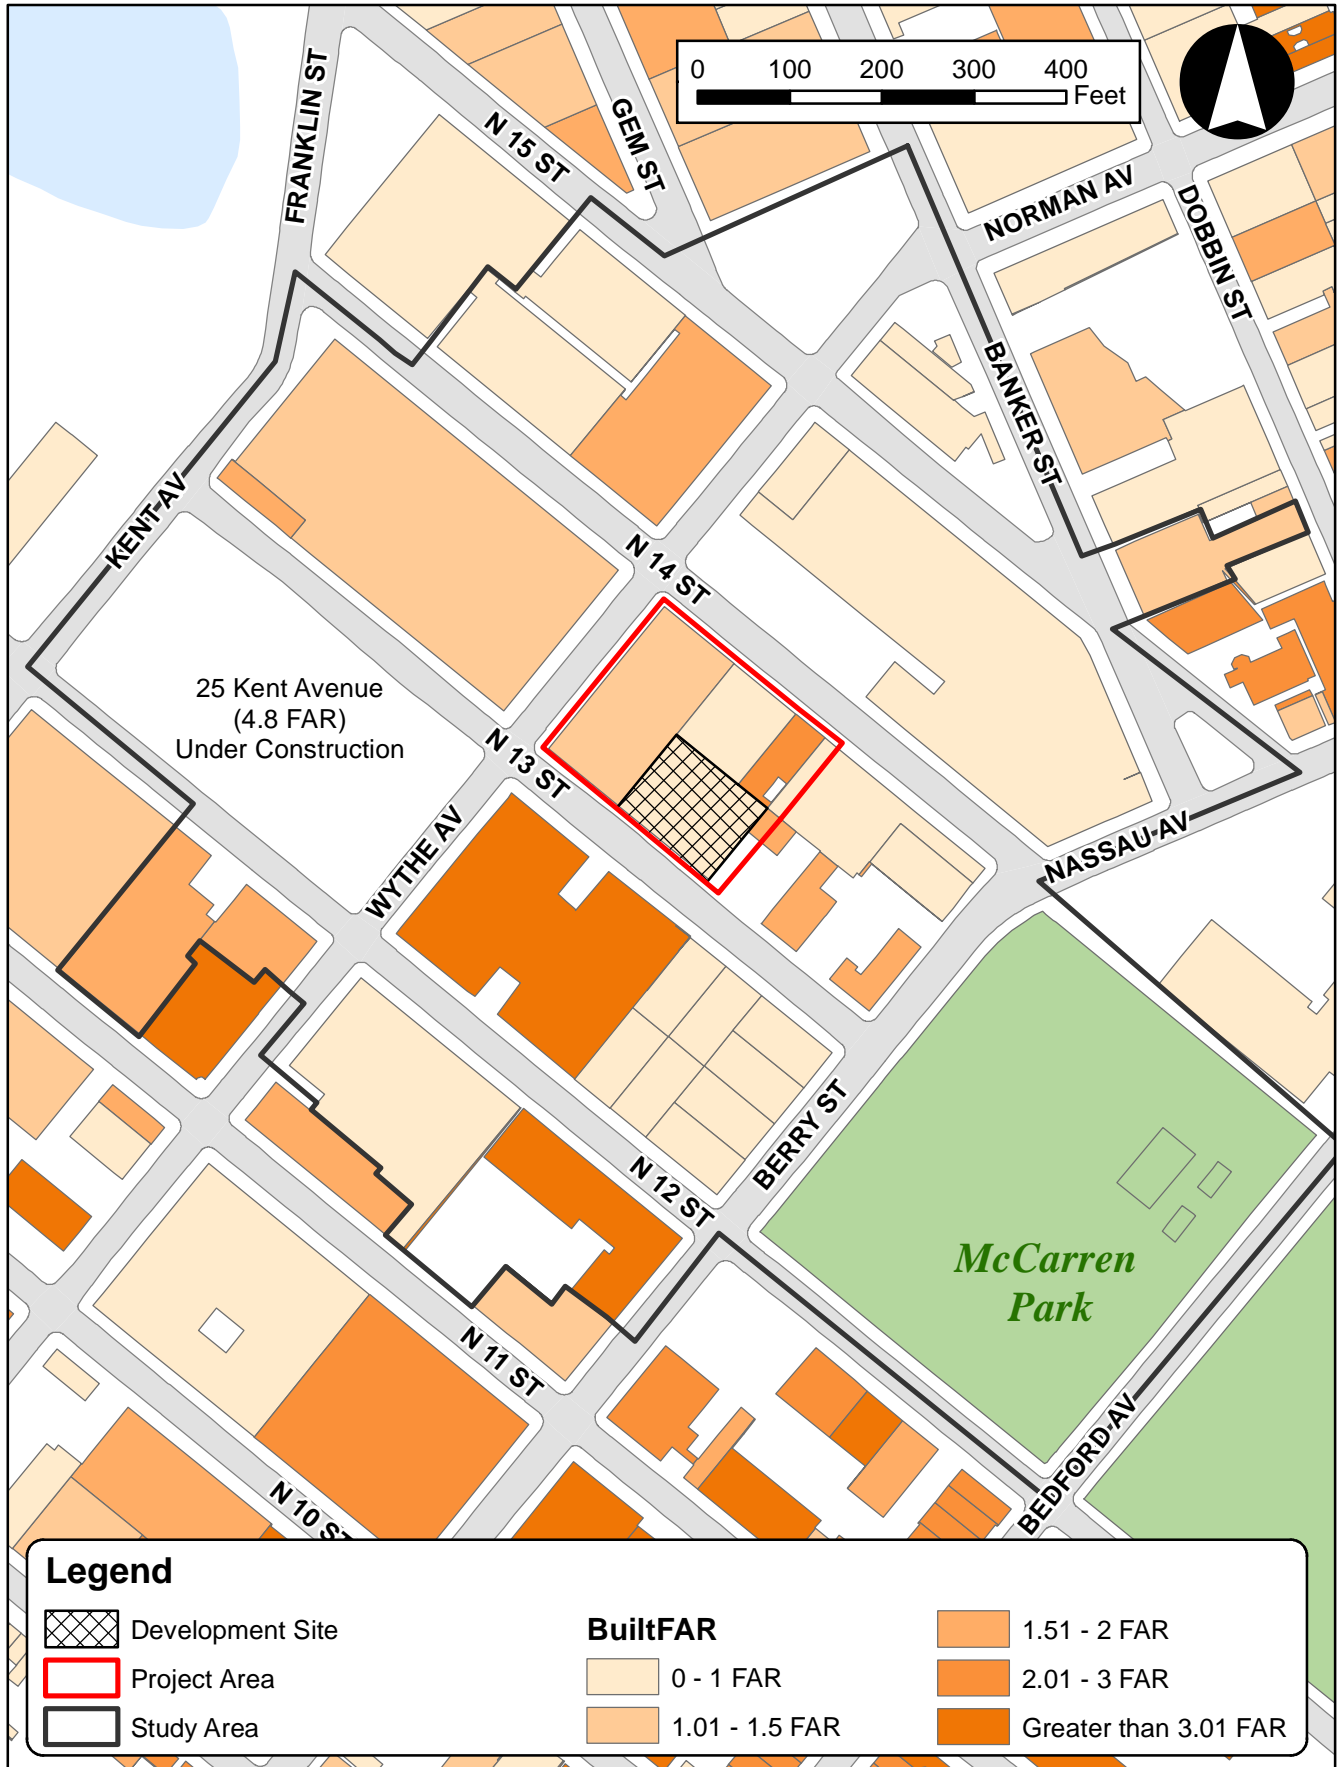 0 100 200 300 400
Feet
FRANKLIN ST
N 15 ST
GEM ST
NORMAN AV
DOBBIN ST
BANKER ST
KENT AV
N 14 ST
25 Kent Avenue
(4.8 FAR)
Under Construction
N 13 ST
WYTHE AV
NASSAU AV
BERRY ST
N 12 ST
McCarren
Park
N 11 ST
BEDFORD AV
N 10 ST
Legend
Development Site
Project Area
Study Area
BuiltFAR
0 - 1 FAR
1.01 - 1.5 FAR
1.51 - 2 FAR
2.01 - 3 FAR
Greater than 3.01 FAR